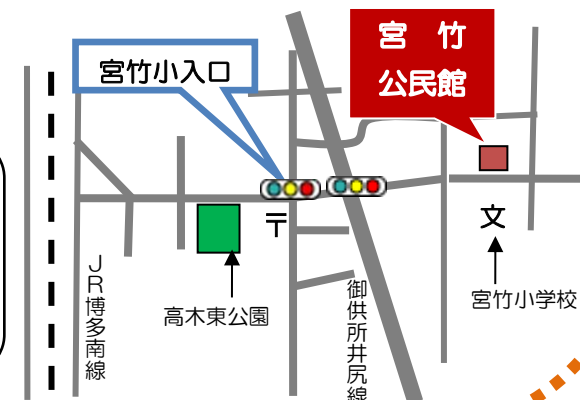 宮 竹
公民館
宮竹小入口
〒
文
宮竹小学校
高木東公園
JR博多南線
御供所井尻線